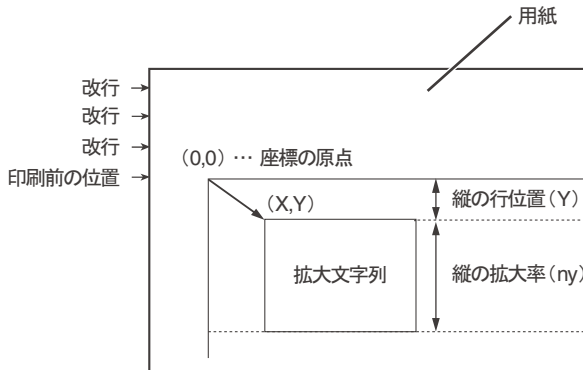 用紙
改行
改行
改行
(0,0) … 座標の原点
印刷前の位置
(X,Y)
縦の行位置(Y)
拡大文字列
縦の拡大率(ny)